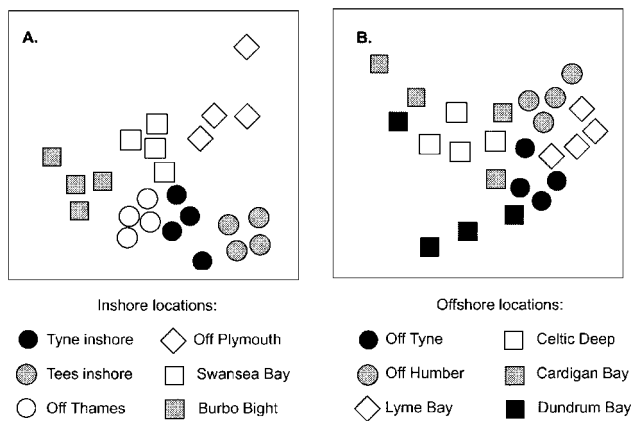 A.
B.
Inshore locations:
Tyne inshore
Off Plymouth
Tees inshore
Swansea Bay
Off Thames
Burbo Bight
Offshore locations:
Off Tyne
Celtic Deep
Off Humber
Cardigan Bay
Lyme Bay
Dundrum Bay